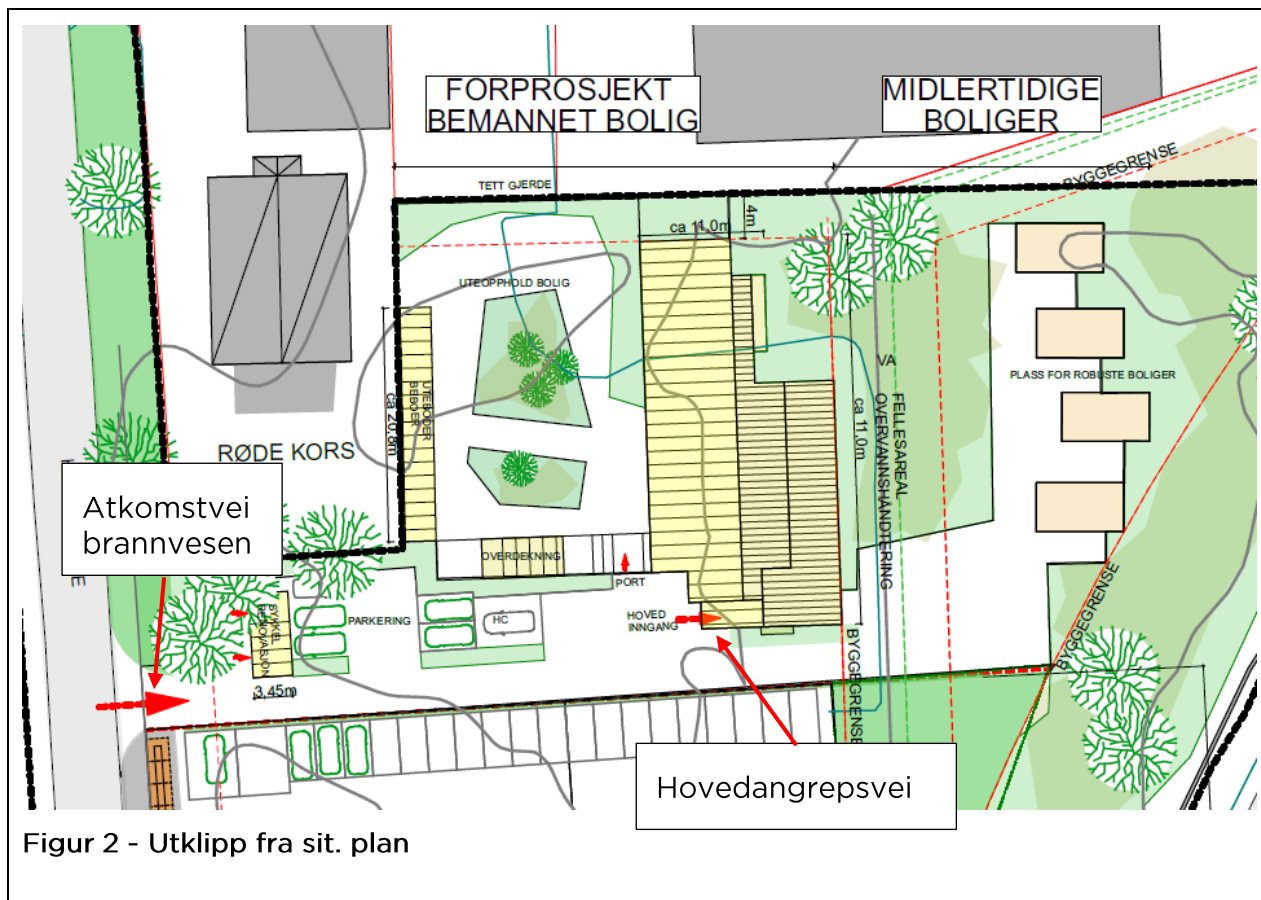 FORPROSJEKT
BEMANNET BOLIG
MIDLERTIDIGE
BOLIGER
TETT GJERDE
BYGGEGRENSE
ca 11.0m
4m
UTEOPPHOLD BOLIG
VA
PLASS FOR ROBUSTE BOLIGER
UTEBODER
BEBOER
ca 20,8m
ca 11.0m
FELLESAREAL
OVERVANNSHÅNDTERING
RØDE KORS
Atkomstvei
brannvesen
OVERDEKNING
PORT
SYKKEL
RENOVASJON
PARKERING
HC
HOVED
INNGANG
BYGGEGRENSE
BYGGEGRENSE
3,45m
Hovedangrepsvei
Figur 2 - Utklipp fra sit. plan